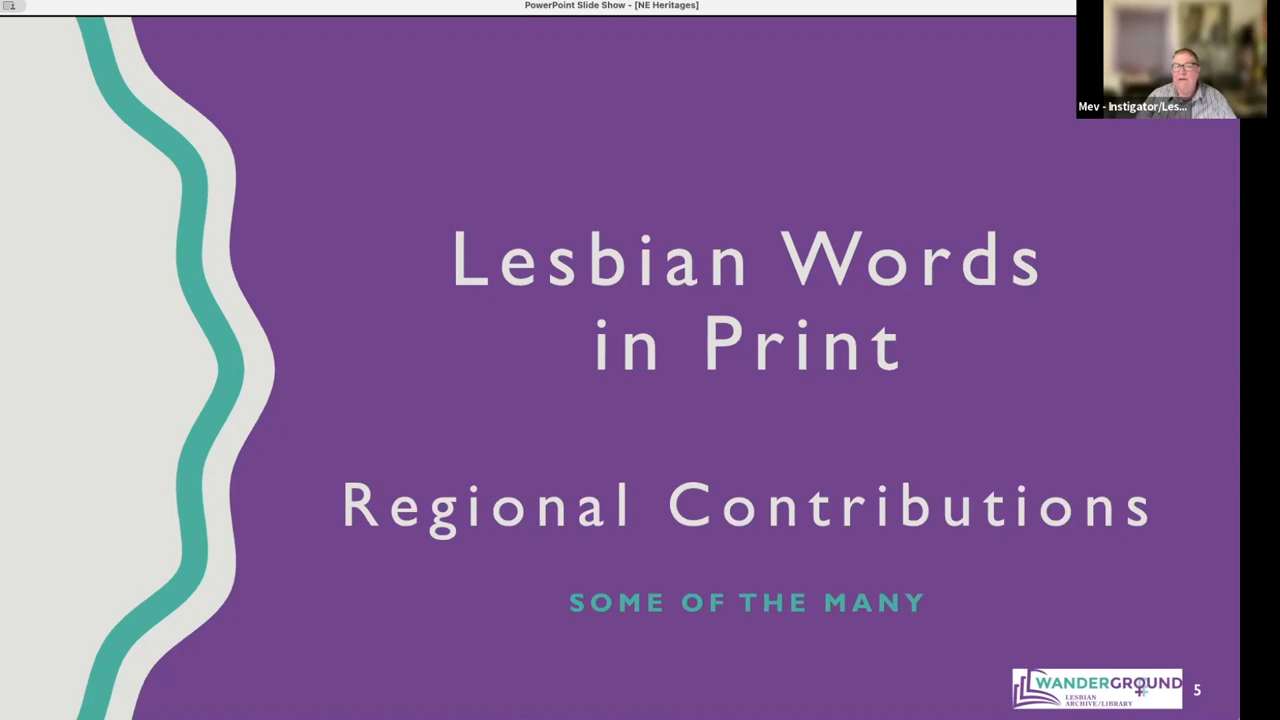 PowerPoint Slide Show - [NE Heritages]
Mev - Instigator/Les...
Lesbian Words
in Print
Regional Contributions
SOME OF THE MANY
WANDERGROUND
LESBIAN
ARCHIVE/LIBRARY
5